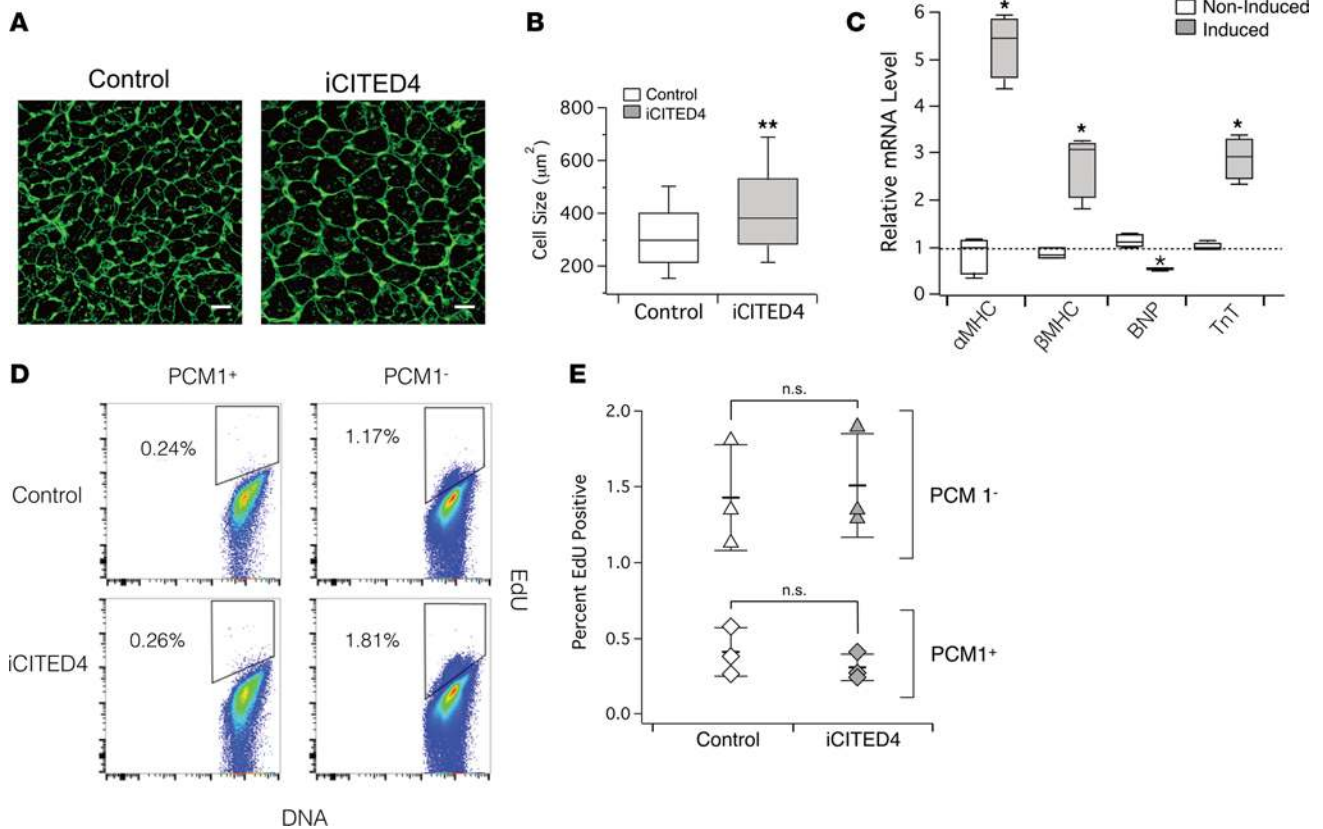 A
Control
iCITED4
B
Control
iCITED4
**
800
600
400
200
Cell Size (μm²)
Control
iCITED4
C
Non-Induced
Induced
6
5
4
3
2
1
0
Relative mRNA Level
*
*
*
*
αMHC
βMHC
BNP
TnT
D
PCM1⁺
PCM1⁻
Control
0.24%
1.17%
iCITED4
0.26%
1.81%
EdU
DNA
E
n.s.
n.s.
2.0
1.5
1.0
0.5
0.0
Percent EdU Positive
PCM 1⁻
PCM1⁺
Control
iCITED4